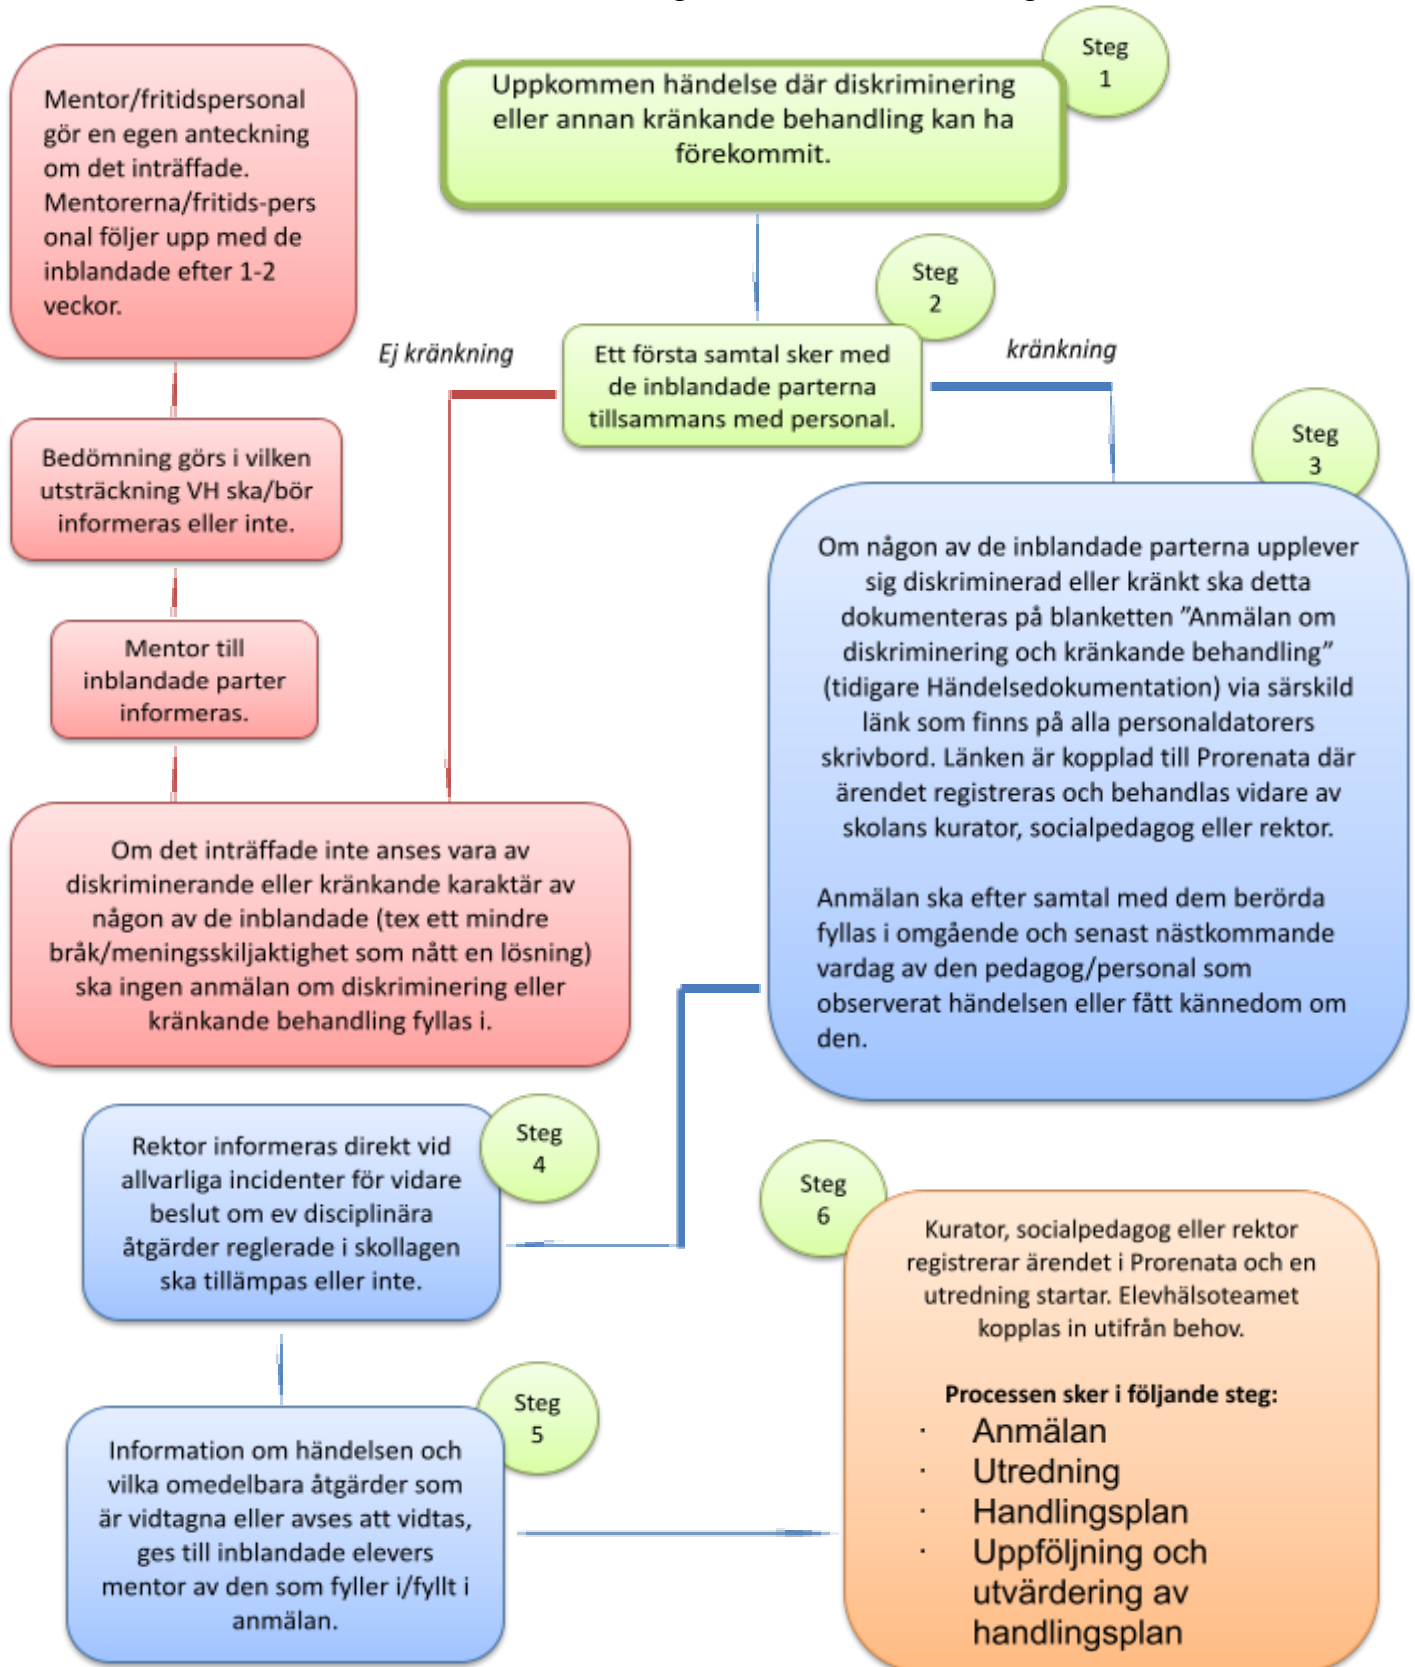 Steg
1
Uppkommen händelse där diskriminering
eller annan kränkande behandling kan ha
förekommit.
Mentor/fritidspersonal
gör en egen anteckning
om det inträffade.
Mentorerna/fritids-pers
onal följer upp med de
inblandade efter 1-2
veckor.
Steg
2
Ett första samtal sker med
de inblandade parterna
tillsammans med personal.
Ej kränkning
kränkning
Bedömning görs i vilken
utsträckning VH ska/bör
informeras eller inte.
Mentor till
inblandade parter
informeras.
Om det inträffade inte anses vara av
diskriminerande eller kränkande karaktär av
någon av de inblandade (tex ett mindre
bråk/meningsskiljaktighet som nått en lösning)
ska ingen anmälan om diskriminering eller
kränkande behandling fyllas i.
Steg
3
Om någon av de inblandade parterna upplever
sig diskriminerad eller kränkt ska detta
dokumenteras på blanketten ”Anmälan om
diskriminering och kränkande behandling”
(tidigare Händelsedokumentation) via särskild
länk som finns på alla personaldatorers
skrivbord. Länken är kopplad till Prorenata där
ärendet registreras och behandlas vidare av
skolans kurator, socialpedagog eller rektor.
Anmälan ska efter samtal med dem berörda
fyllas i omgående och senast nästkommande
vardag av den pedagog/personal som
observerat händelsen eller fått kännedom om
den.
Steg
4
Rektor informeras direkt vid
allvarliga incidenter för vidare
beslut om ev disciplinära
åtgärder reglerade i skollagen
ska tillämpas eller inte.
Steg
5
Information om händelsen och
vilka omedelbara åtgärder som
är vidtagna eller avses att vidtas,
ges till inblandade elevers
mentor av den som fyller i/fyllt i
anmälan.
Steg
6
Kurator, socialpedagog eller rektor
registrerar ärendet i Prorenata och en
utredning startar. Elevhälsoteamet
kopplas in utifrån behov.
Processen sker i följande steg:
· Anmälan
· Utredning
· Handlingsplan
· Uppföljning och
utvärdering av
handlingsplan